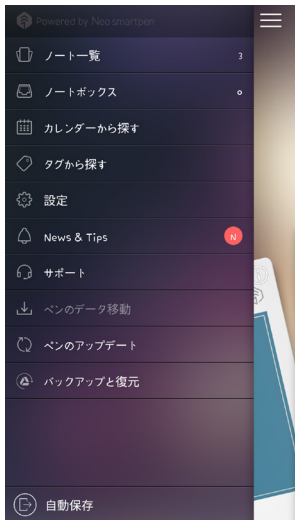 Powered by Neo smartpen
ノート一覧 3
ノートボックス 0
カレンダーから探す
タグから探す
設定
News & Tips N
サポート
ペンのデータ移動
ペンのアップデート
バックアップと復元
自動保存